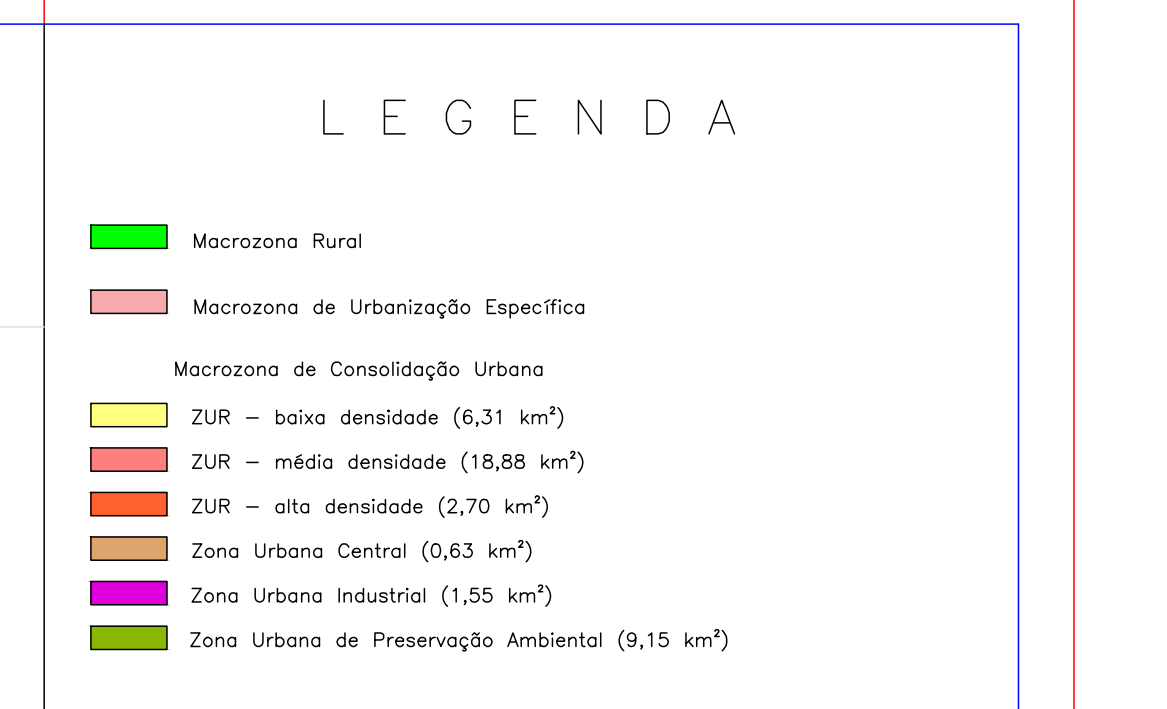 L E G E N D A
Macrozona Rural
Macrozona de Urbanização Específica
Macrozona de Consolidação Urbana
ZUR – baixa densidade (6,31 km²)
ZUR – média densidade (18,88 km²)
ZUR – alta densidade (2,70 km²)
Zona Urbana Central (0,63 km²)
Zona Urbana Industrial (1,55 km²)
Zona Urbana de Preservação Ambiental (9,15 km²)